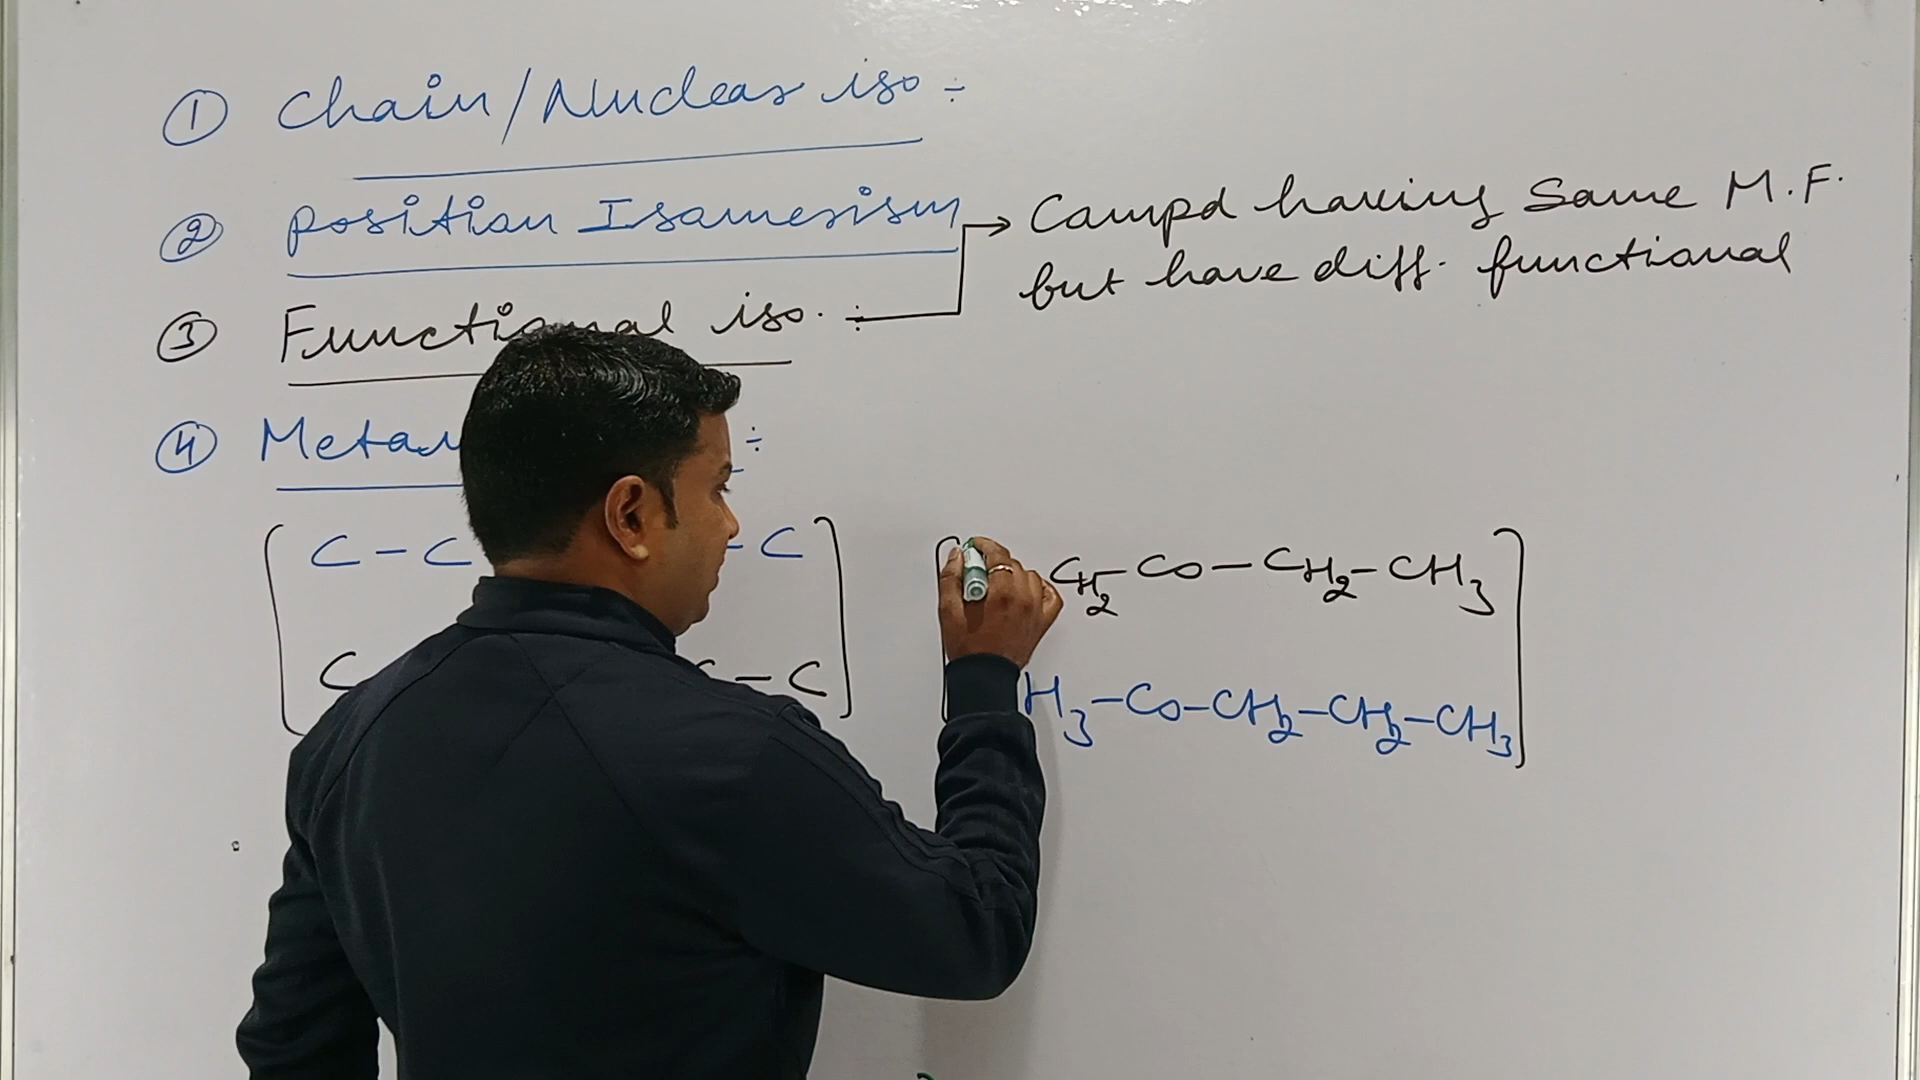 ① Chain/Nuclear iso ÷
② Position Isomerism
③ Functional iso. ÷ → Compd having Same M.F.
but have diff. functional
④ ÷
C – C – C
CH2 – CO – CH2 – CH3
C – C
H3 – CO – CH2 – CH2 – CH3